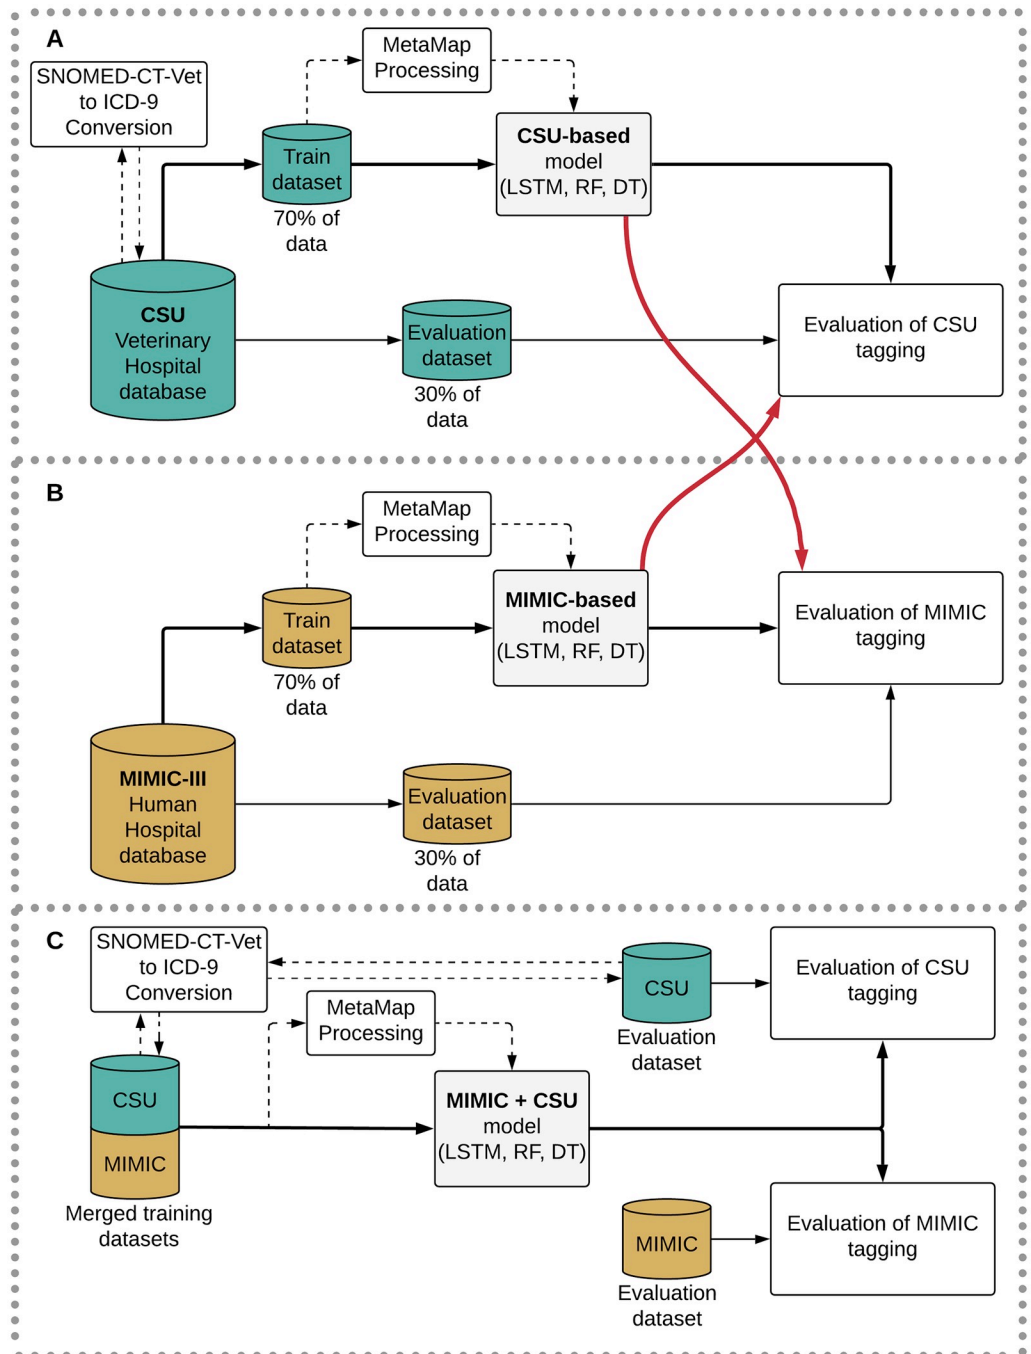 A
MetaMap
Processing
SNOMED-CT-Vet
to ICD-9
Conversion
CSU-based
model
(LSTM, RF, DT)
Train
dataset
70% of
data
CSU
Veterinary
Hospital
database
Evaluation
dataset
30% of
data
Evaluation of CSU
tagging
B
MetaMap
Processing
MIMIC-based
model
(LSTM, RF, DT)
Train
dataset
70% of
data
Evaluation of MIMIC
tagging
MIMIC-III
Human
Hospital
database
Evaluation
dataset
30% of
data
C
SNOMED-CT-Vet
to ICD-9
Conversion
CSU
Evaluation
dataset
Evaluation of CSU
tagging
MetaMap
Processing
CSU
MIMIC
Merged training
datasets
MIMIC + CSU
model
(LSTM, RF, DT)
MIMIC
Evaluation
dataset
Evaluation of MIMIC
tagging